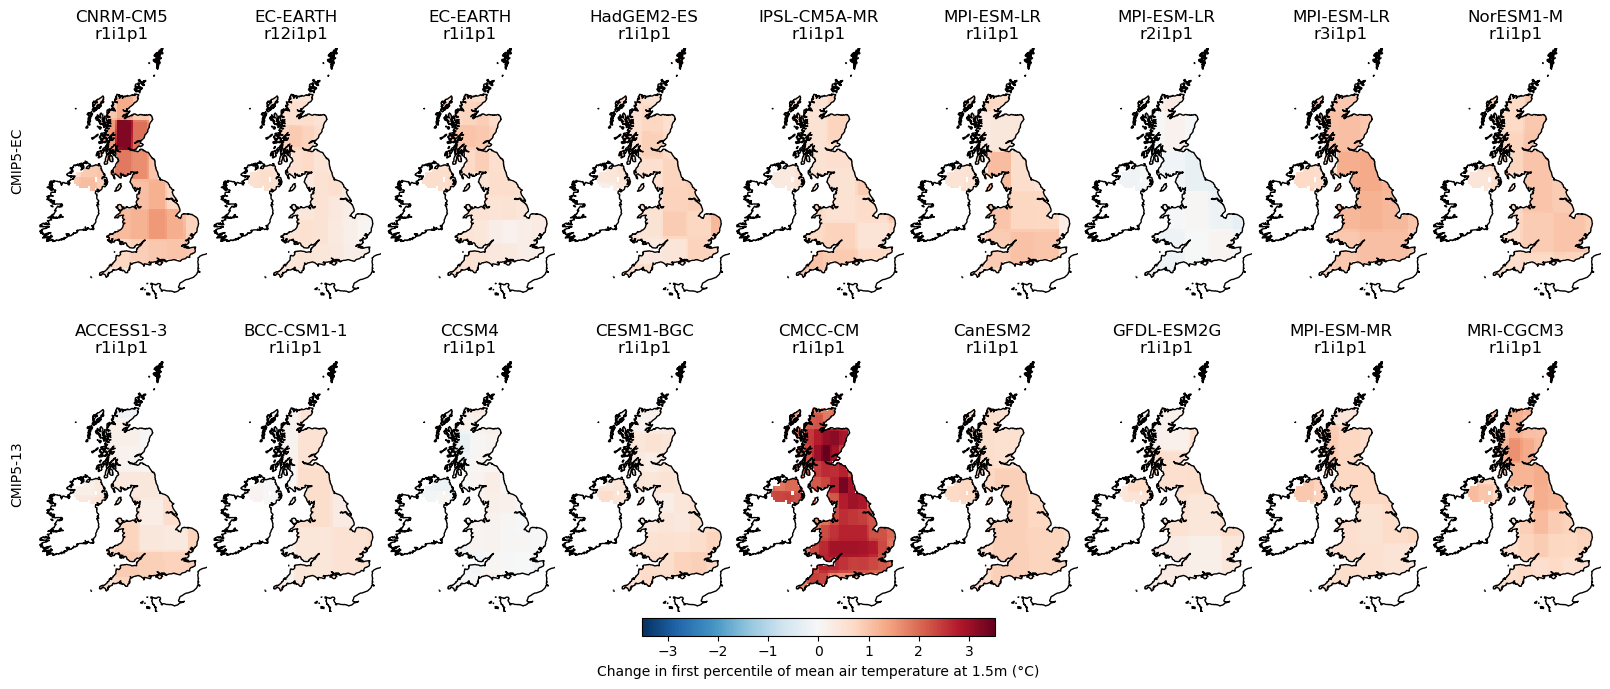 CNRM-CM5
r1i1p1
EC-EARTH
r12i1p1
EC-EARTH
r1i1p1
HadGEM2-ES
r1i1p1
IPSL-CM5A-MR
r1i1p1
MPI-ESM-LR
r1i1p1
MPI-ESM-LR
r2i1p1
MPI-ESM-LR
r3i1p1
NorESM1-M
r1i1p1
CMIP5-EC
ACCESS1-3
r1i1p1
BCC-CSM1-1
r1i1p1
CCSM4
r1i1p1
CESM1-BGC
r1i1p1
CMCC-CM
r1i1p1
CanESM2
r1i1p1
GFDL-ESM2G
r1i1p1
MPI-ESM-MR
r1i1p1
MRI-CGCM3
r1i1p1
CMIP5-13
−3 −2 −1 0 1 2 3
Change in first percentile of mean air temperature at 1.5m (°C)